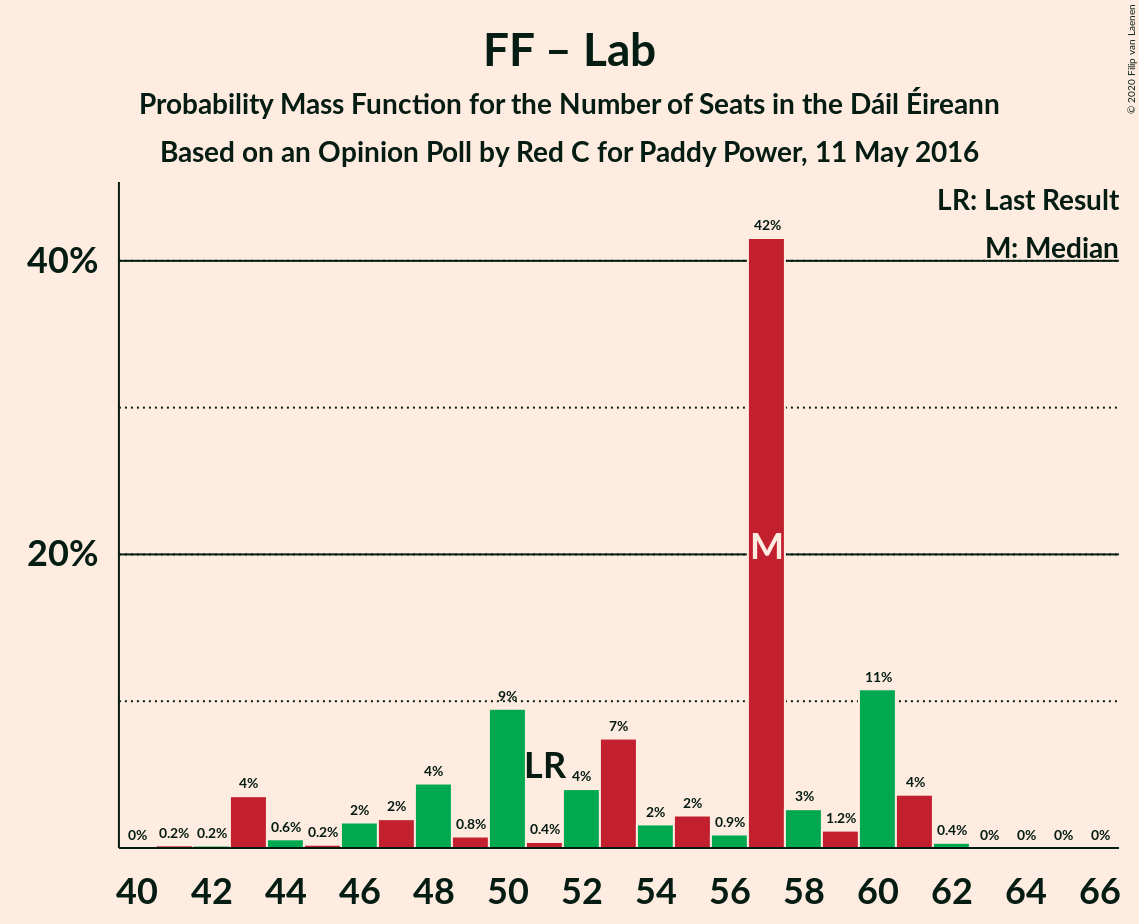 FF – Lab
Probability Mass Function for the Number of Seats in the Dáil Éireann
Based on an Opinion Poll by Red C for Paddy Power, 11 May 2016
© 2020 Filip van Laenen
LR: Last Result
M: Median
40%
20%
0% 0.2% 0.2% 4% 0.6% 0.2% 2% 2% 4% 0.8% 9% 0.4% 4% 7% 2% 2% 0.9% 42% 3% 1.2% 11% 4% 0.4% 0% 0% 0% 0%
LR
M
40 42 44 46 48 50 52 54 56 58 60 62 64 66